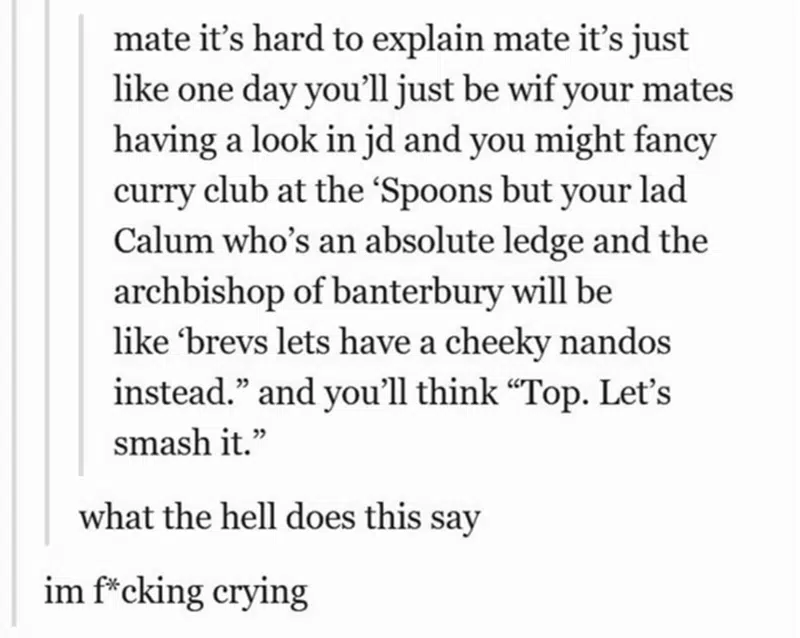 mate it’s hard to explain mate it’s just
like one day you’ll just be wif your mates
having a look in jd and you might fancy
curry club at the ‘Spoons but your lad
Calum who’s an absolute ledge and the
archbishop of banterbury will be
like ‘brevs lets have a cheeky nandos
instead.” and you’ll think “Top. Let’s
smash it.”
what the hell does this say
im f*cking crying